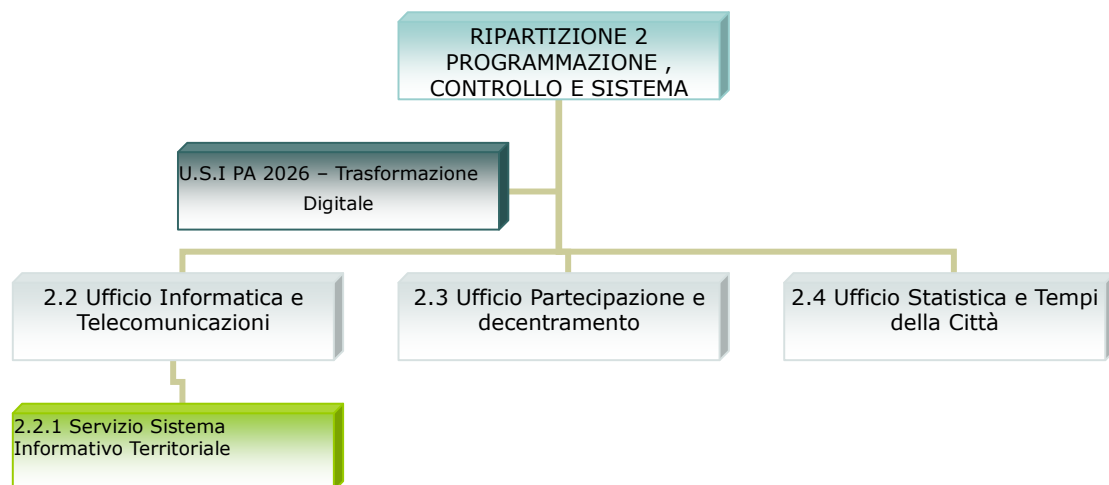 RIPARTIZIONE 2
PROGRAMMAZIONE ,
CONTROLLO E SISTEMA
U.S.I PA 2026 – Trasformazione
Digitale
2.2 Ufficio Informatica e
Telecomunicazioni
2.3 Ufficio Partecipazione e
decentramento
2.4 Ufficio Statistica e Tempi
della Città
2.2.1 Servizio Sistema
Informativo Territoriale